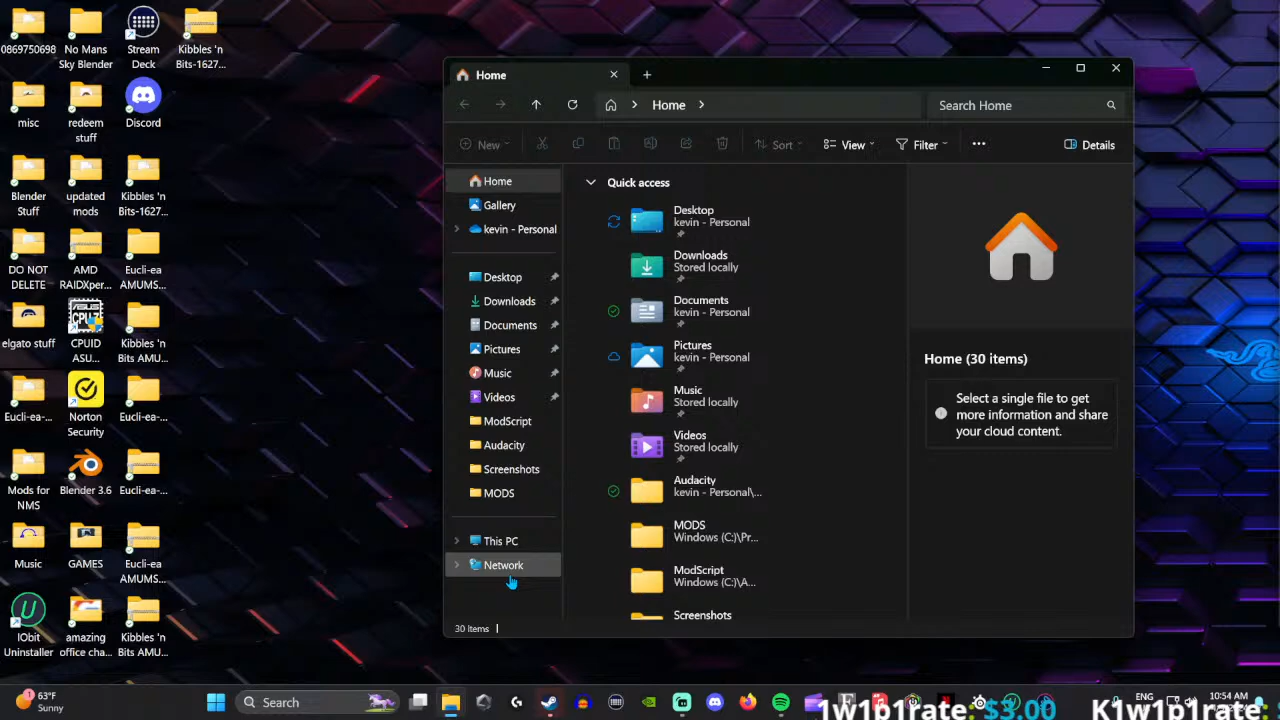 0869750698
No Mans
Sky Blender
Stream
Deck
Kibbles 'n
Bits-1627...
misc
redeem
stuff
Discord
Blender
Stuff
updated
mods
Kibbles 'n
Bits-1627...
DO NOT
DELETE
AMD
RAIDXper...
Eucli-ea
AMUMS...
elgato stuff
CPUID
ASU...
Kibbles 'n
Bits AMU...
Eucli-ea-...
Norton
Security
Eucli-ea-...
Mods for
NMS
Blender 3.6
Eucli-ea-...
Music
GAMES
Eucli-ea
AMUMS...
IObit
Uninstaller
amazing
office cha...
Kibbles 'n
Bits AMU...
Home
Home
Search Home
New
Sort
View
Filter
Details
Home
Gallery
kevin - Personal
Desktop
Downloads
Documents
Pictures
Music
Videos
ModScript
Audacity
Screenshots
MODS
This PC
Network
Quick access
Desktop
kevin - Personal
Downloads
Stored locally
Documents
kevin - Personal
Pictures
kevin - Personal
Music
Stored locally
Videos
Stored locally
Audacity
kevin - Personal\...
MODS
Windows (C:)\Pr...
ModScript
Windows (C:)\A...
Screenshots
Home (30 items)
Select a single file to get
more information and share
your cloud content.
30 items
63°F
Sunny
Search
ENG
10:54 AM
1w1p1rate: $3.00 K1w1p1rate: